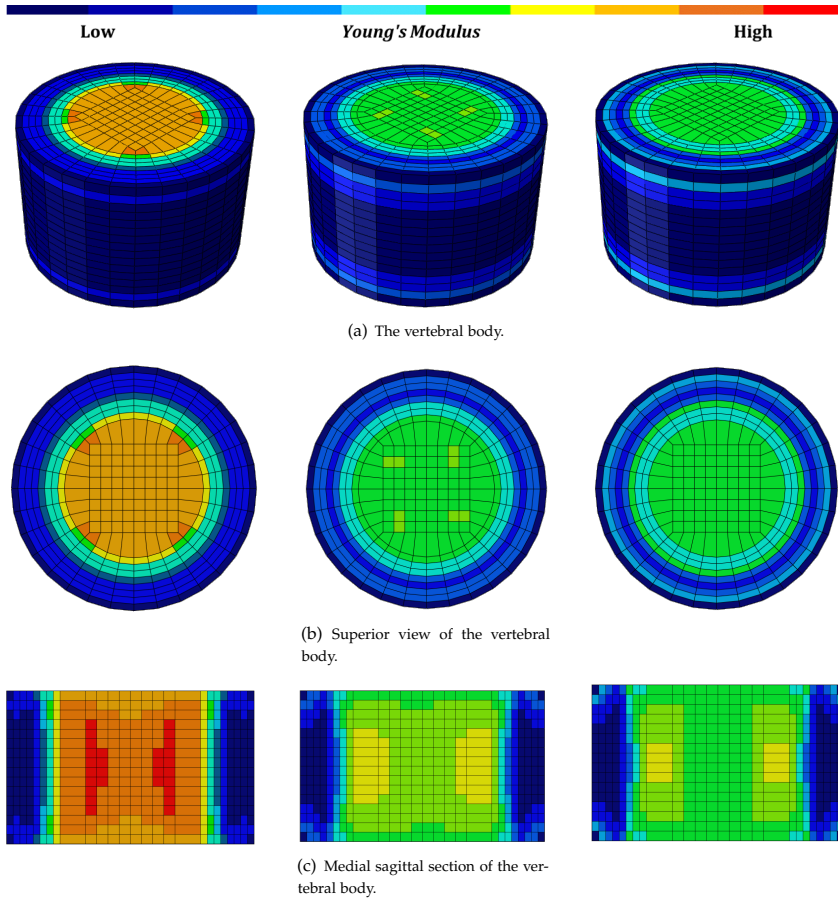 Low Young's Modulus High
(a) The vertebral body.
(b) Superior view of the vertebral
body.
(c) Medial sagittal section of the ver-
tebral body.